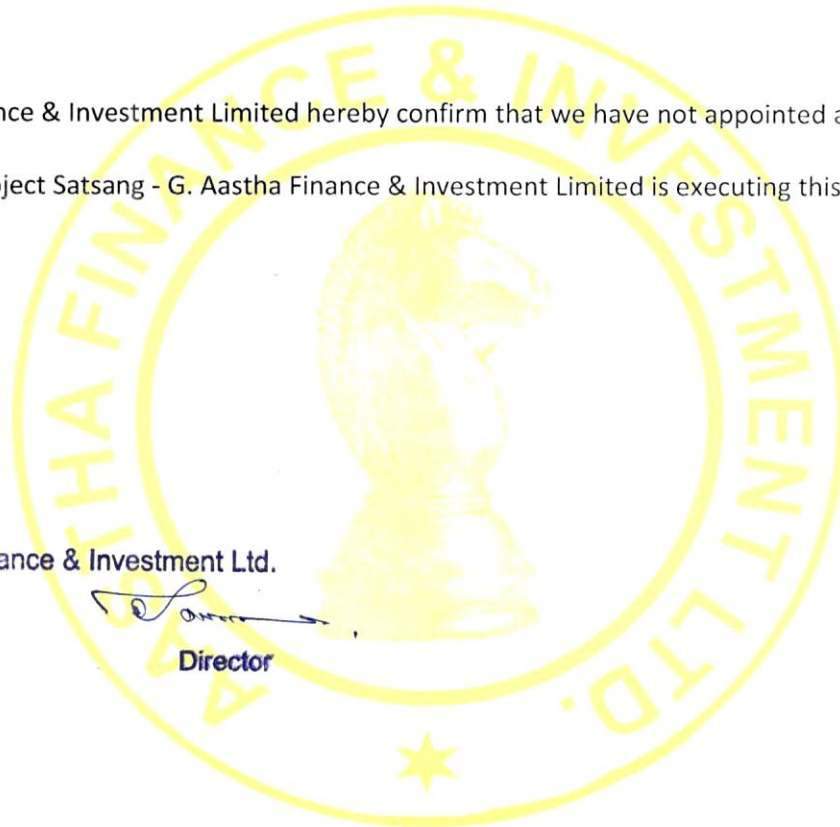 nce & Investment Limited hereby confirm that we have not appointed a
ject Satsang - G. Aastha Finance & Investment Limited is executing this
AASTHA FINANCE & INVESTMENT LTD.
ance & Investment Ltd.
Director